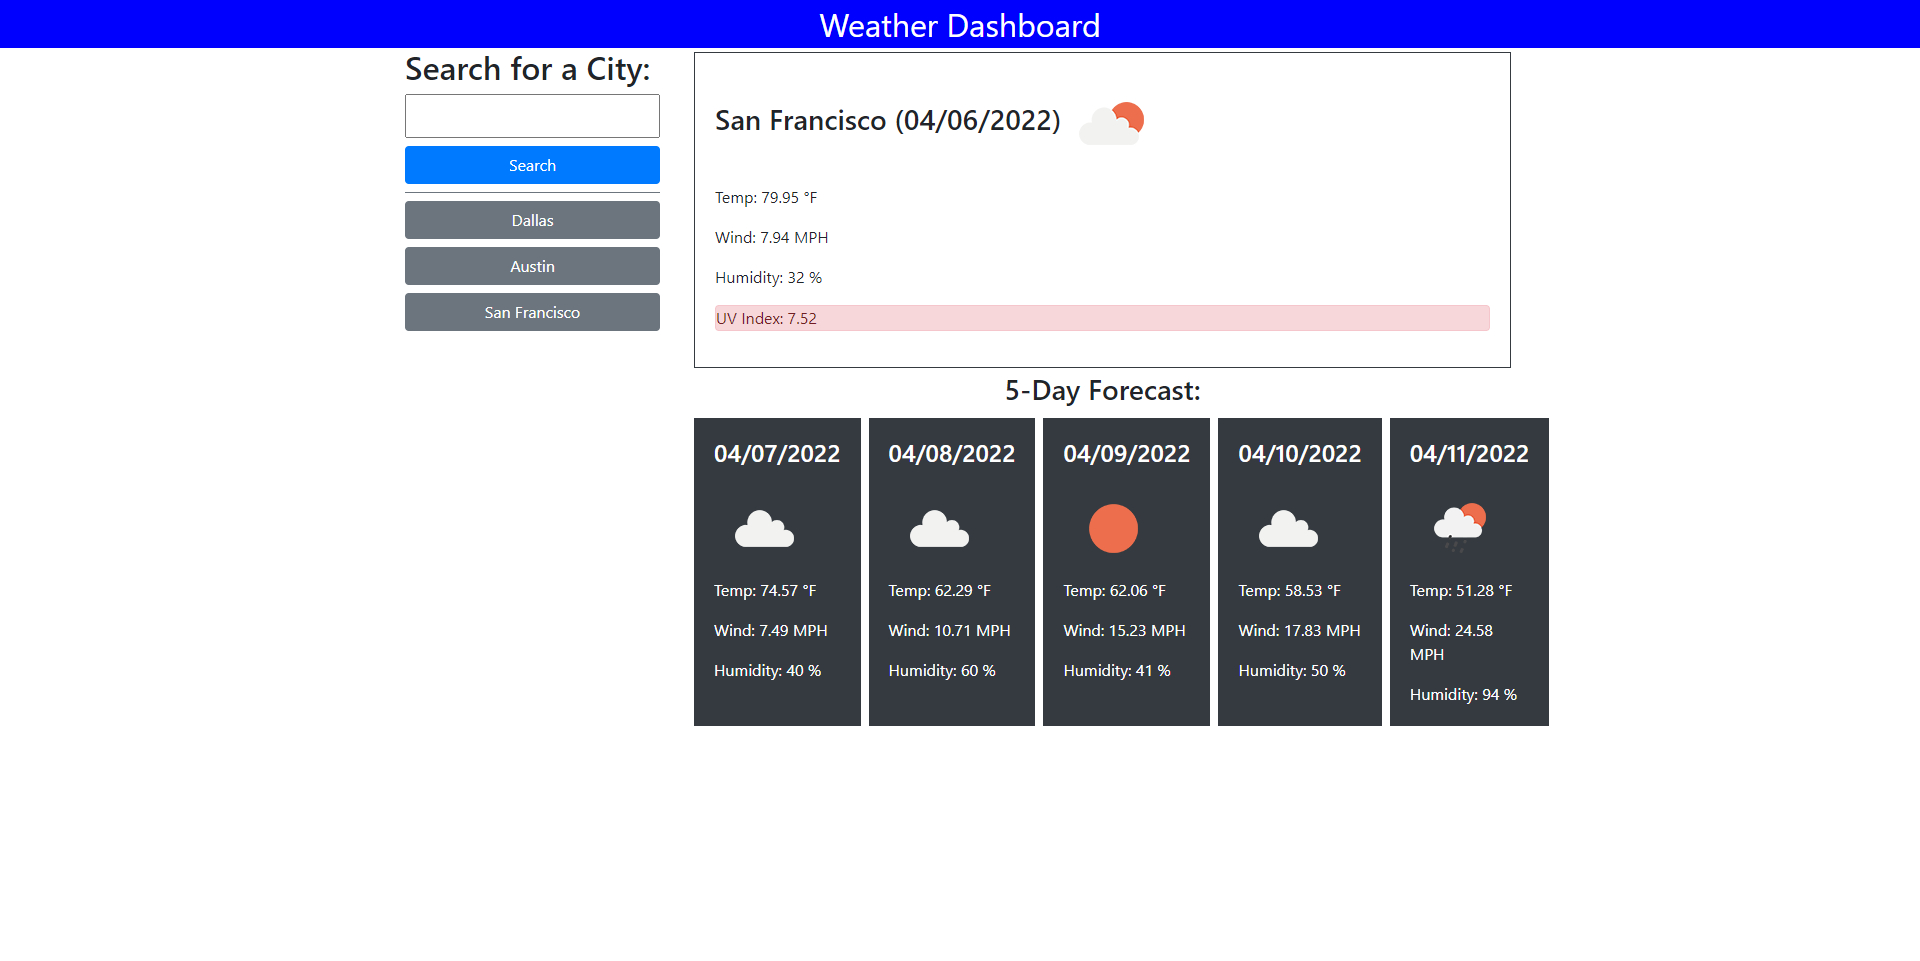 Weather Dashboard
Search for a City:
Search
Dallas
Austin
San Francisco
San Francisco (04/06/2022)
Temp: 79.95 °F
Wind: 7.94 MPH
Humidity: 32 %
UV Index: 7.52
5-Day Forecast:
04/07/2022
Temp: 74.57 °F
Wind: 7.49 MPH
Humidity: 40 %
04/08/2022
Temp: 62.29 °F
Wind: 10.71 MPH
Humidity: 60 %
04/09/2022
Temp: 62.06 °F
Wind: 15.23 MPH
Humidity: 41 %
04/10/2022
Temp: 58.53 °F
Wind: 17.83 MPH
Humidity: 50 %
04/11/2022
Temp: 51.28 °F
Wind: 24.58
MPH
Humidity: 94 %